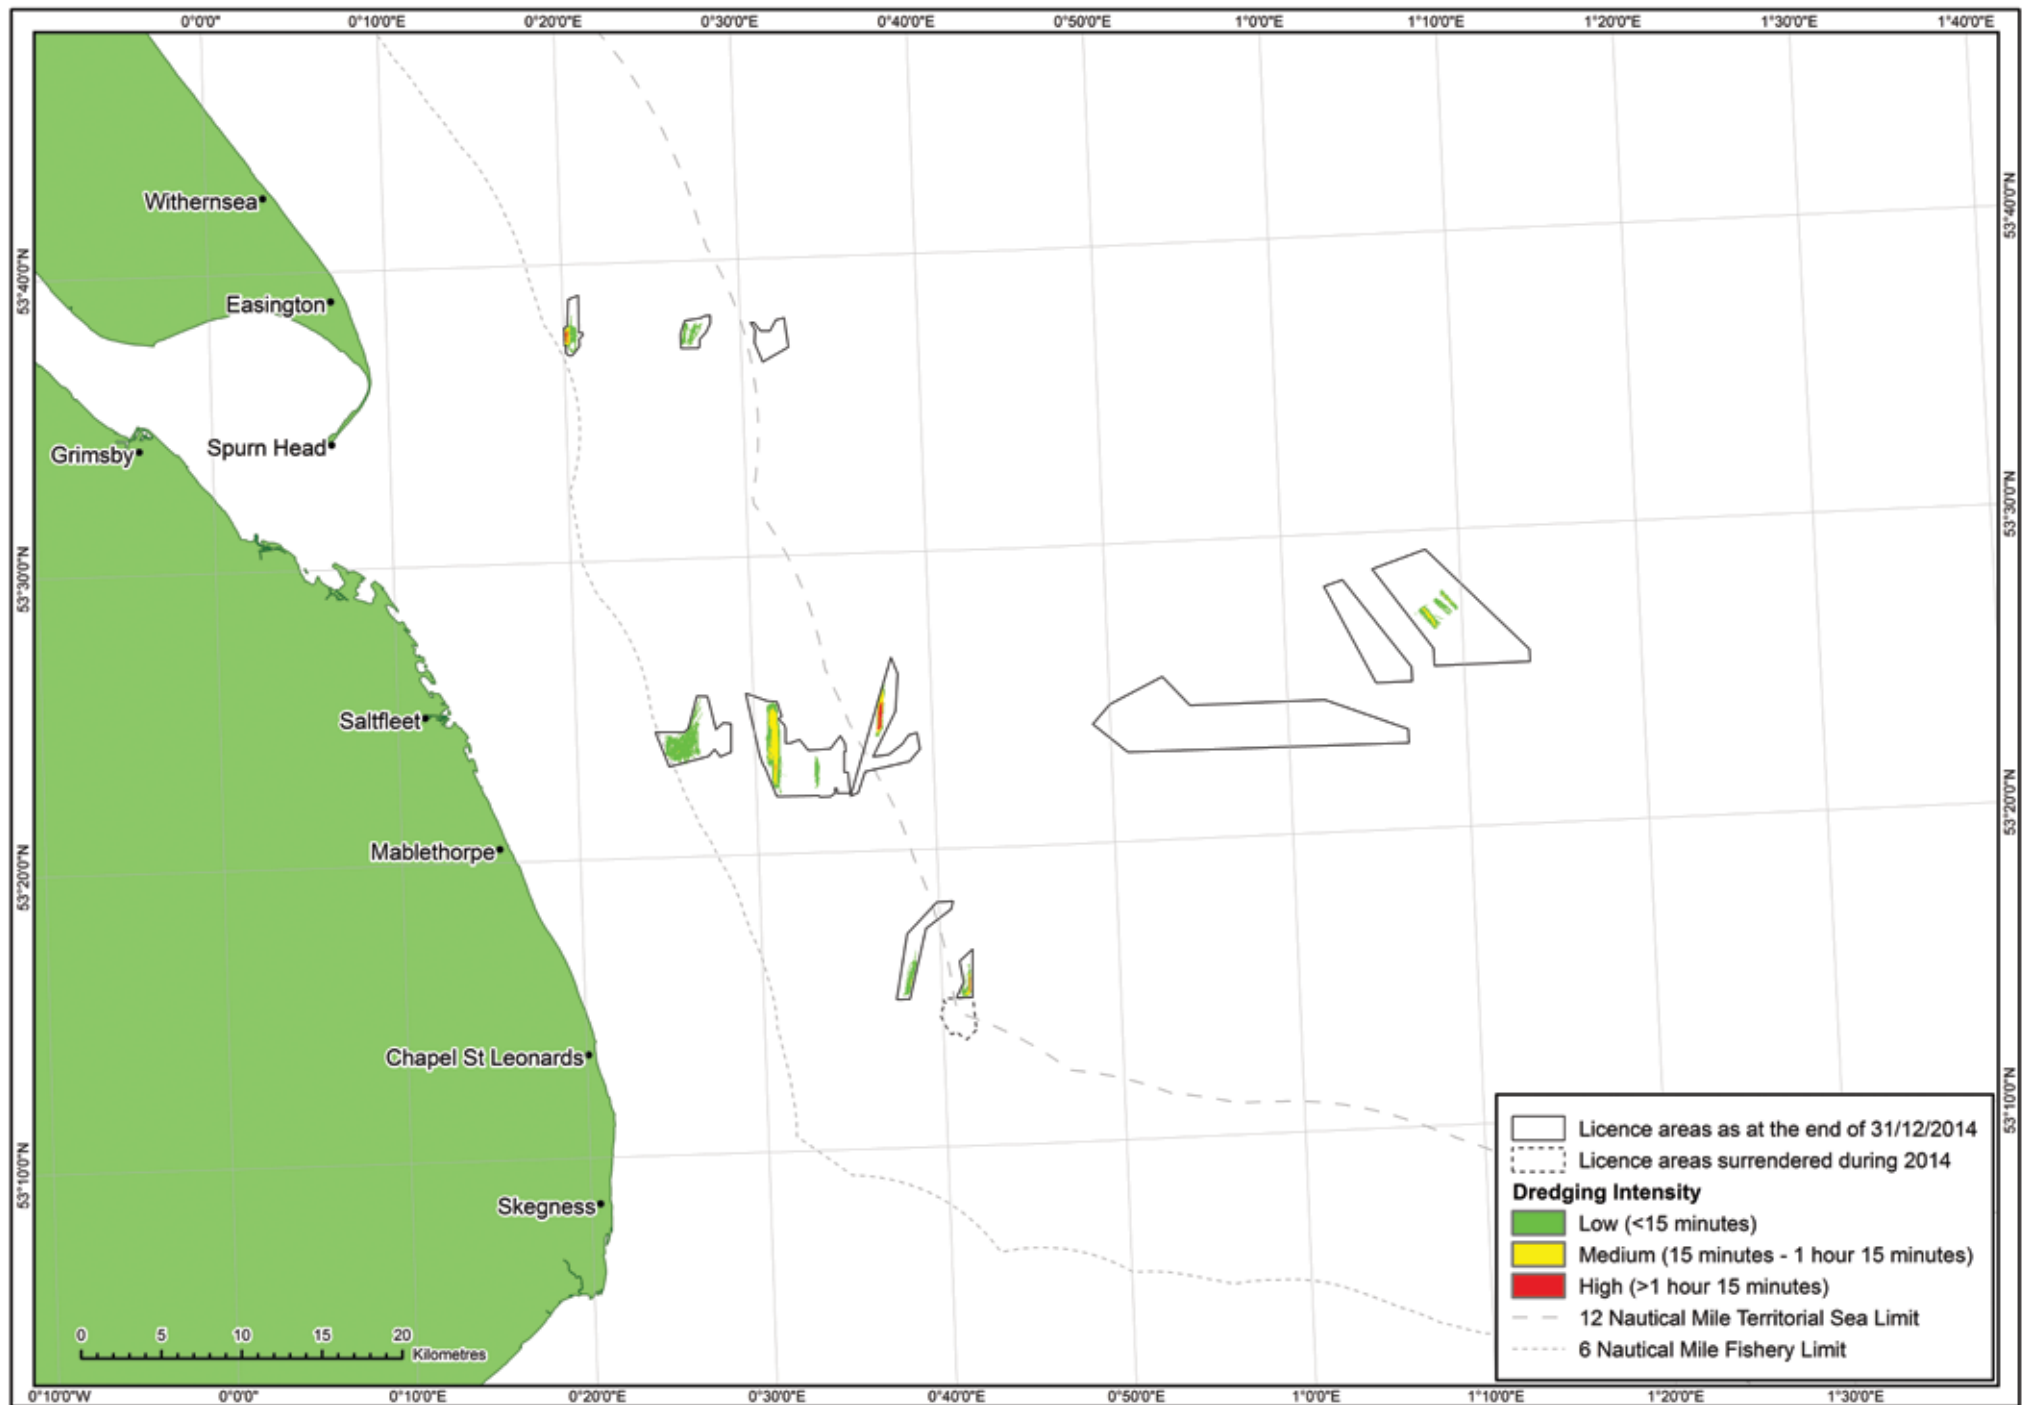 0°0'0" 0°10'0"E 0°20'0"E 0°30'0"E 0°40'0"E 0°50'0"E 1°0'0"E 1°10'0"E 1°20'0"E 1°30'0"E 1°40'0"E
Withernsea
53°40'0"N
53°40'0"N
Easington
Grimsby
Spurn Head
53°30'0"N
53°30'0"N
Saltfleet
53°20'0"N
Mablethorpe
53°20'0"N
Chapel St Leonards
53°10'0"N
53°10'0"N
Skegness
Licence areas as at the end of 31/12/2014
Licence areas surrendered during 2014
Dredging Intensity
Low (<15 minutes)
Medium (15 minutes - 1 hour 15 minutes)
High (>1 hour 15 minutes)
12 Nautical Mile Territorial Sea Limit
6 Nautical Mile Fishery Limit
0 5 10 15 20
Kilometres
0°10'0"W 0°0'0" 0°10'0"E 0°20'0"E 0°30'0"E 0°40'0"E 0°50'0"E 1°0'0"E 1°10'0"E 1°20'0"E 1°30'0"E